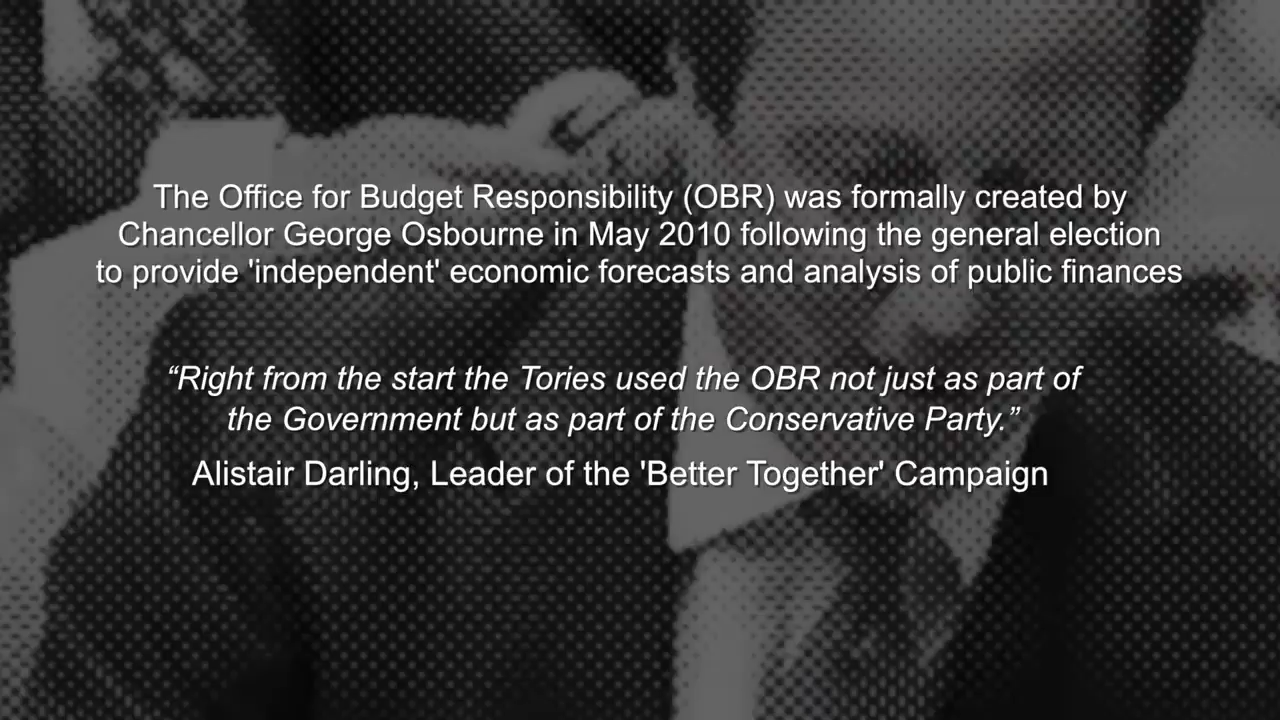 The Office for Budget Responsibility (OBR) was formally created by
Chancellor George Osbourne in May 2010 following the general election
to provide 'independent' economic forecasts and analysis of public finances
“Right from the start the Tories used the OBR not just as part of
the Government but as part of the Conservative Party.”
Alistair Darling, Leader of the 'Better Together' Campaign